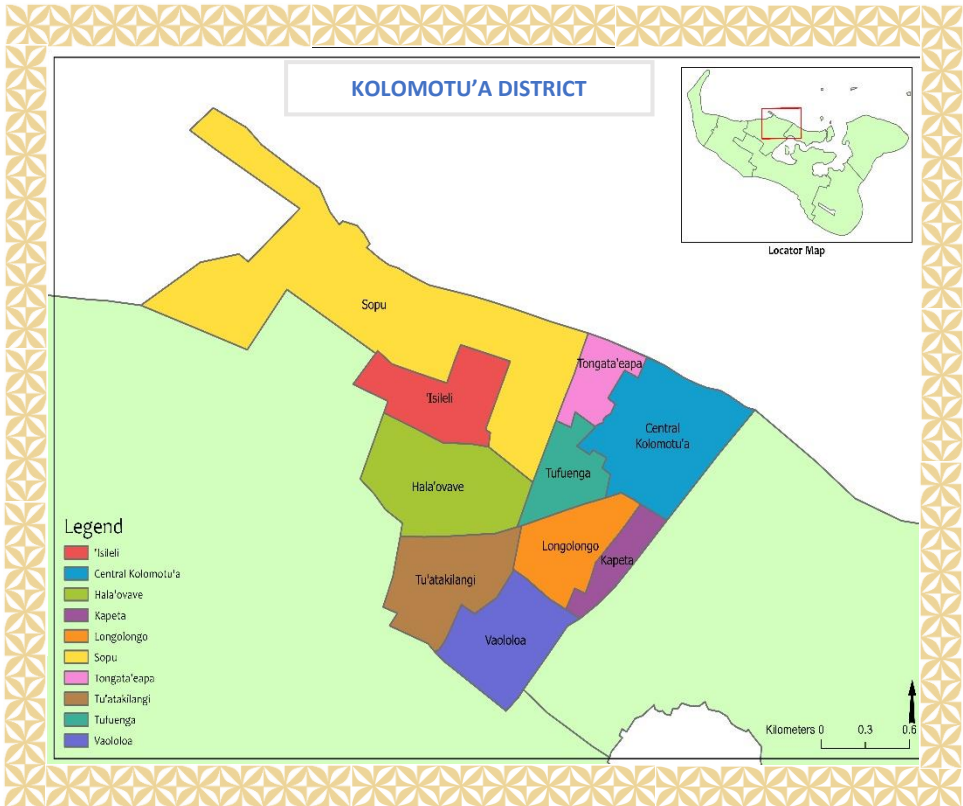 KOLOMOTU’A DISTRICT
Locator Map
Sopu
Tongata'eapa
'Isileli
Central
Kolomotu'a
Hala'ovave
Tufuenga
Longolongo
Kapeta
Tu'atakilangi
Vaololoa
Legend
'Isileli
Central Kolomotu'a
Hala'ovave
Kapeta
Longolongo
Sopu
Tongata'eapa
Tu'atakilangi
Tufuenga
Vaololoa
Kilometers 0 0.3 0.6